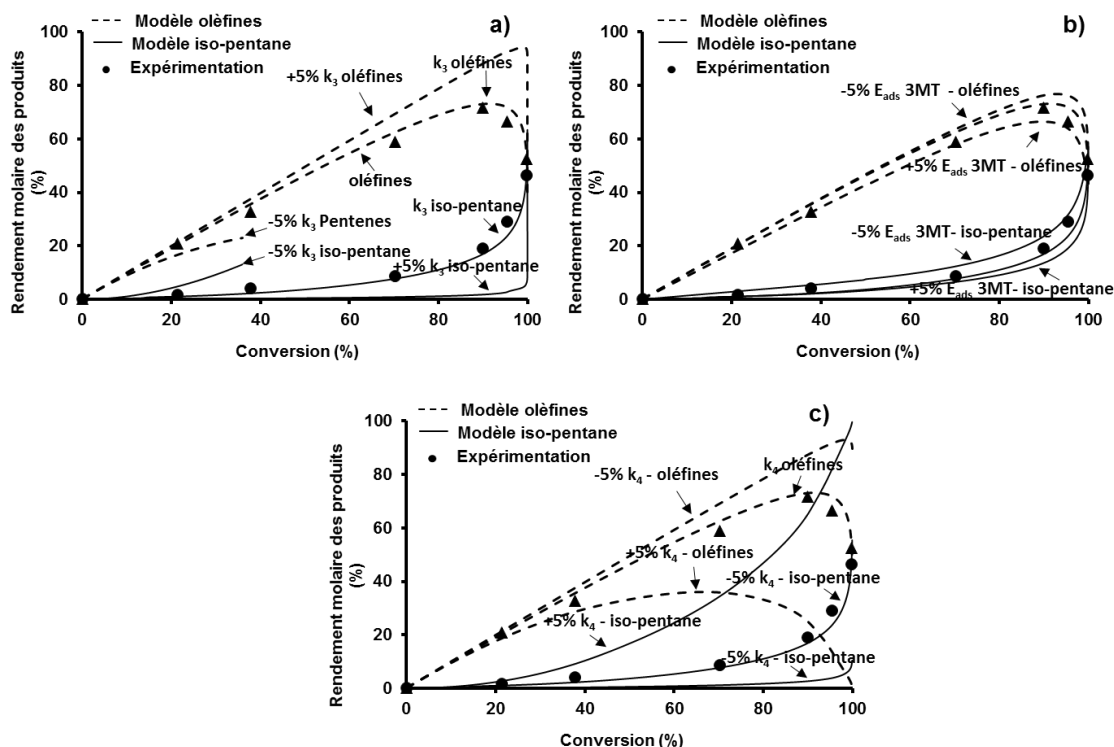 Rendement molaire des produits
(%)
100
80
60
40
20
0
--- Modèle olèfines
Modèle iso-pentane
Expérimentation
a)
+5% k3 oléfines
k3 oléfines
oléfines
k3 iso-pentane
-5% k3 Pentenes
-5% k3 iso-pentane
+5% k3 iso-pentane
0 20 40 60 80 100
Conversion (%)
Rendement molaire des produits
(%)
100
80
60
40
20
0
--- Modèle olèfines
Modèle iso-pentane
Expérimentation
b)
-5% Eads 3MT - oléfines
+5% Eads 3MT - oléfines
-5% Eads 3MT- iso-pentane
+5% Eads 3MT- iso-pentane
0 20 40 60 80 100
Conversion (%)
Rendement molaire des produits
(%)
100
80
60
40
20
0
--- Modèle olèfines
Modèle iso-pentane
Expérimentation
c)
-5% k4 - oléfines
k4 oléfines
+5% k4 - oléfines
-5% k4 - iso-pentane
+5% k4 - iso-pentane
-5% k4 - iso-pentane
0 20 40 60 80 100
Conversion (%)